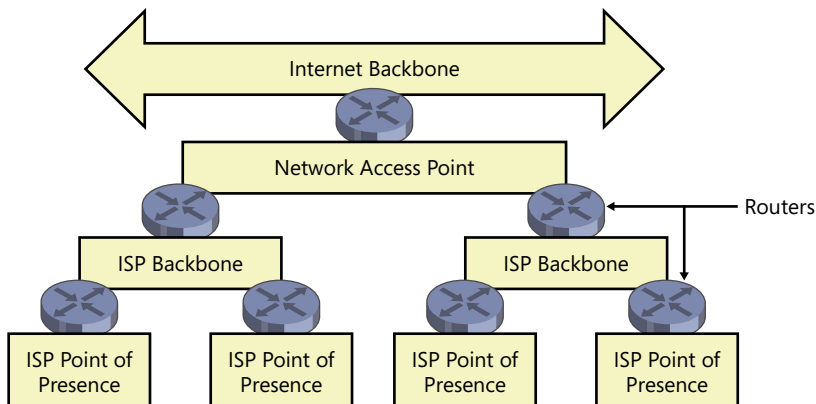 Internet Backbone
Network Access Point
Routers
ISP Backbone
ISP Backbone
ISP Point of
Presence
ISP Point of
Presence
ISP Point of
Presence
ISP Point of
Presence